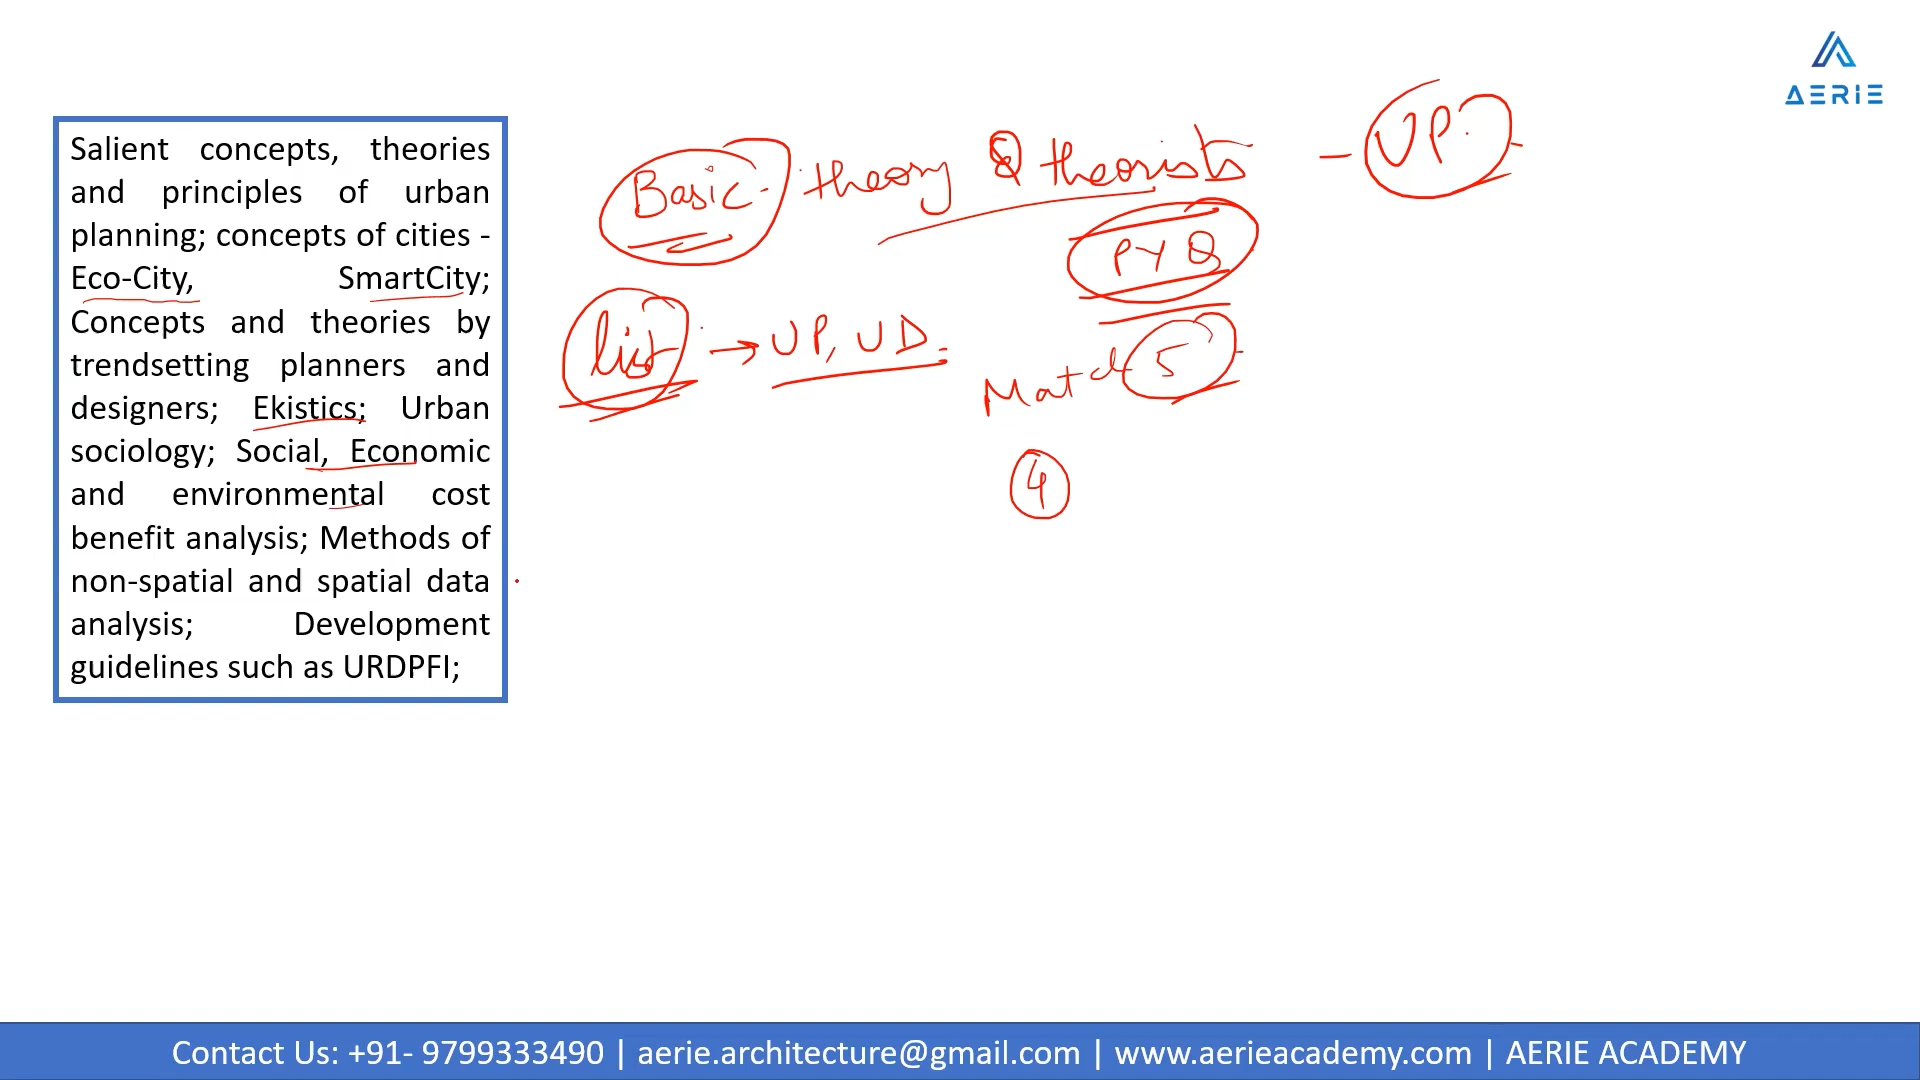 AERIE
Salient concepts, theories
and principles of urban
planning; concepts of cities -
Eco-City, SmartCity;
Concepts and theories by
trendsetting planners and
designers; Ekistics; Urban
sociology; Social, Economic
and environmental cost
benefit analysis; Methods of
non-spatial and spatial data
analysis; Development
guidelines such as URDPFI;
Basic theory & theorists - UP.
PYQ
list → UP, UD
Match 5
4
Contact Us: +91- 9799333490 | aerie.architecture@gmail.com | www.aerieacademy.com | AERIE ACADEMY